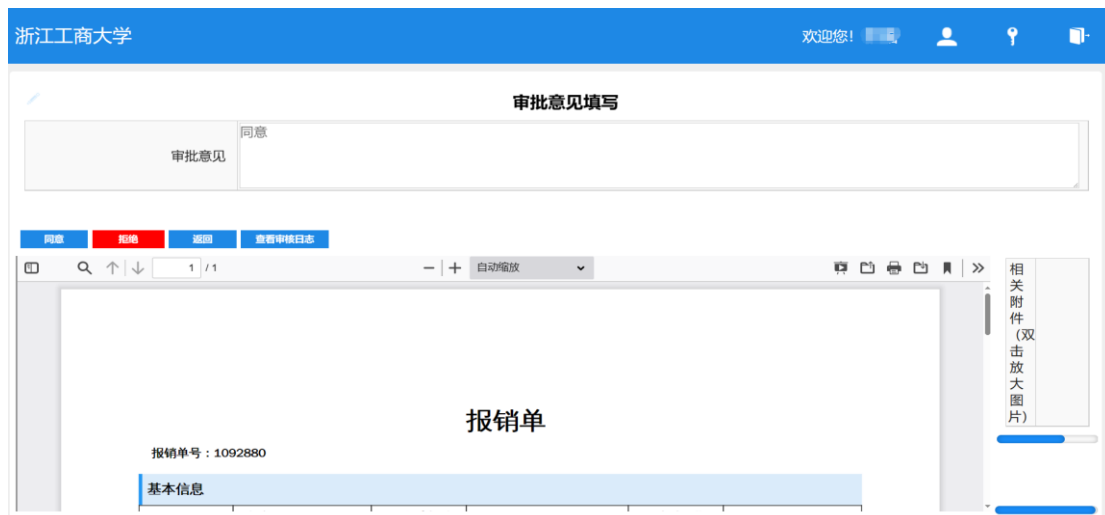 浙江工商大学
欢迎您！
审批意见填写
审批意见
同意
同意 拒绝 返回 查看审核日志
1 / 1
自动缩放
相
关
附
件
（双
击
放
大
图
片）
报销单
报销单号：1092880
基本信息